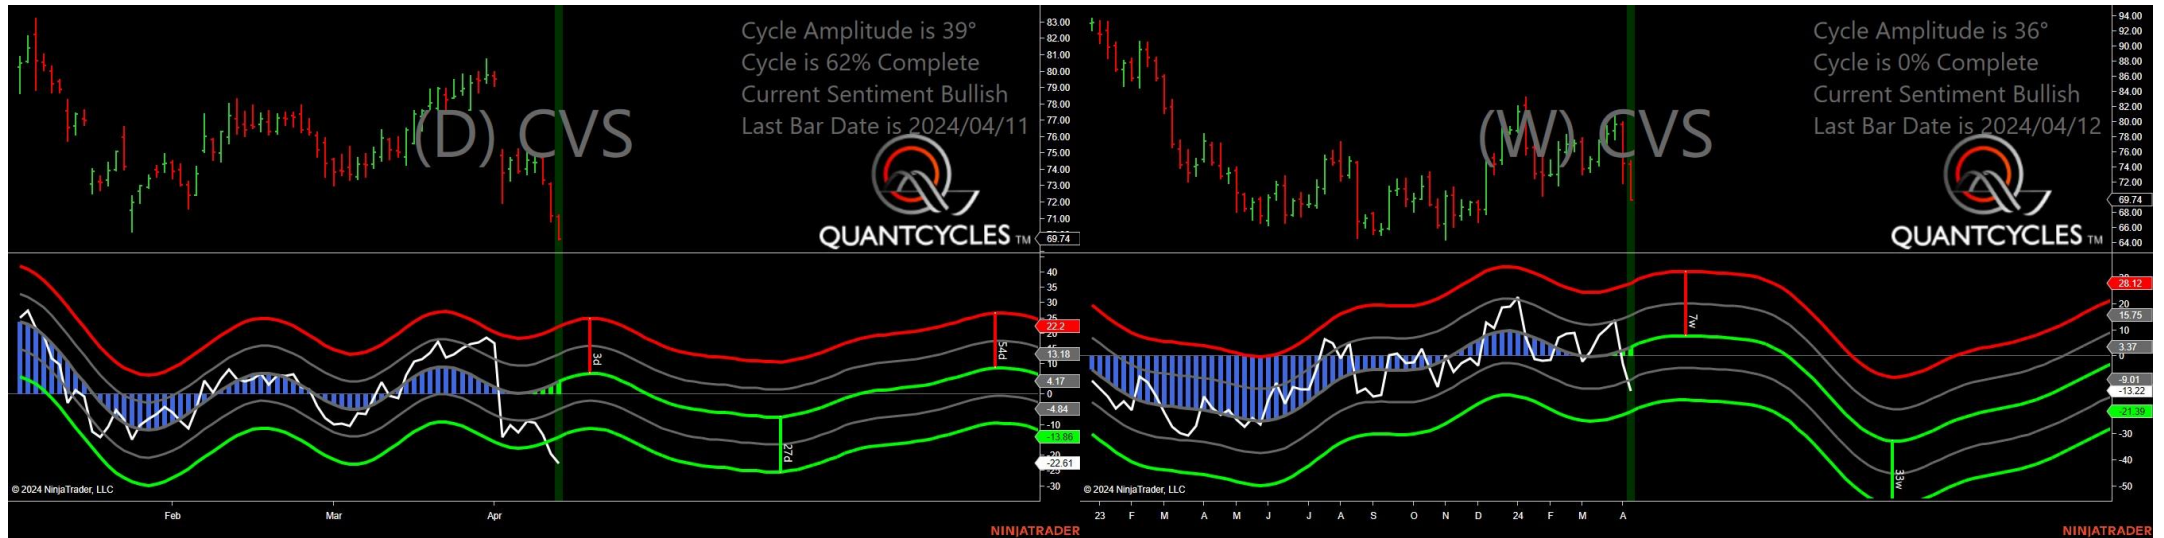 Cycle Amplitude is 39°
Cycle is 62% Complete
Current Sentiment Bullish
Last Bar Date is 2024/04/11
(D) CVS
QUANTCYCLES TM
83.00
82.00
81.00
80.00
79.00
78.00
77.00
76.00
75.00
74.00
73.00
72.00
71.00
69.74
40
35
30
25
22.2
15
13.18
10
4.17
0
-4.84
-10
-13.86
-22.61
-30
3d
27d
54d
© 2024 NinjaTrader, LLC
Feb
Mar
Apr
NINJATRADER
Cycle Amplitude is 36°
Cycle is 0% Complete
Current Sentiment Bullish
Last Bar Date is 2024/04/12
(W) CVS
QUANTCYCLES TM
94.00
92.00
90.00
88.00
86.00
84.00
82.00
80.00
78.00
76.00
74.00
72.00
69.74
68.00
66.00
64.00
28.12
20
15.75
10
3.37
0
-9.01
-13.22
-21.39
-30
-40
-50
7w
33w
© 2024 NinjaTrader, LLC
23 F M A M J J A S O N D 24 F M A
NINJATRADER